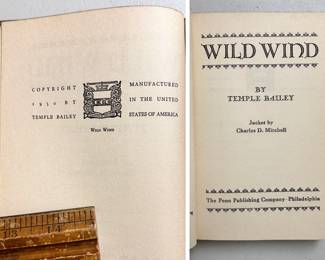 COPYRIGHT
1930 BY
TEMPLE BAILEY
MANUFACTURED
IN THE UNITED
STATES OF AMERICA
Wild Wind
WILD WIND
BY
TEMPLE BAILEY
Jacket by
Charles D. Mitchell
The Penn Publishing Company · Philadelphia